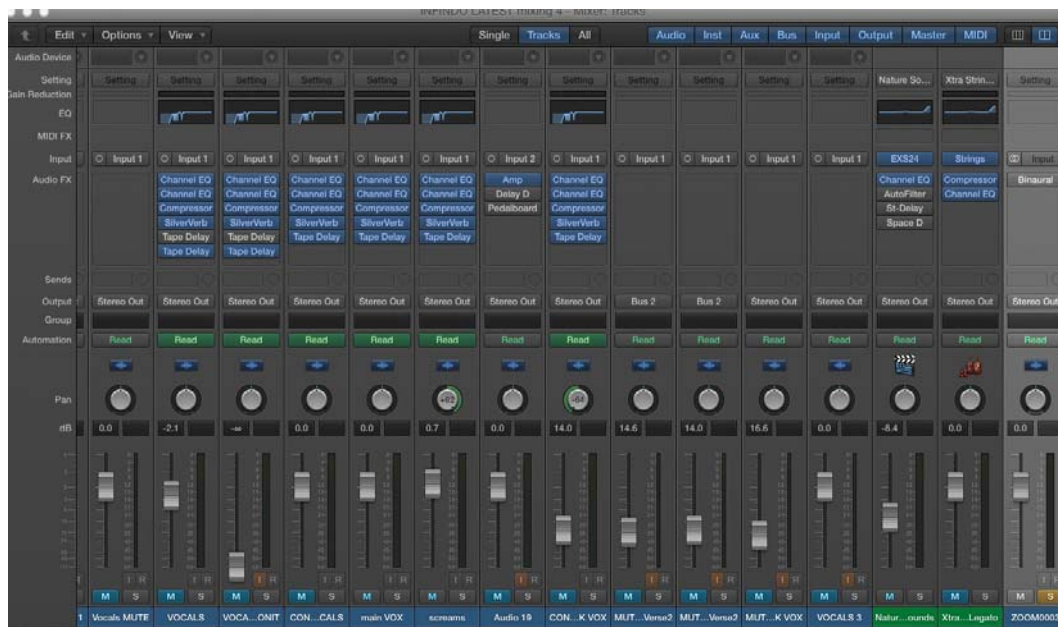 INFINDO LATEST mixing 4 – Mixer: Tracks
Edit Options View Single Tracks All Audio Inst Aux Bus Input Output Master MIDI
Audio Device
Setting Setting Setting Setting Setting Setting Setting Setting Setting Setting Setting Setting Setting Nature So... Xtra Strin... Setting
Gain Reduction
EQ
MIDI FX
Input Input 1 Input 1 Input 1 Input 1 Input 1 Input 1 Input 2 Input 1 Input 1 Input 1 Input 1 Input 1 EXS24 Strings Input
Audio FX Channel EQ Channel EQ Channel EQ Channel EQ Channel EQ Amp Channel EQ Channel EQ Compressor Binaural
Channel EQ Channel EQ Channel EQ Channel EQ Channel EQ Delay D Channel EQ AutoFilter Channel EQ
Compressor Compressor Compressor Compressor Compressor Pedalboard Compressor St-Delay
SilverVerb SilverVerb SilverVerb SilverVerb SilverVerb SilverVerb Space D
Tape Delay Tape Delay Tape Delay Tape Delay Tape Delay Tape Delay
Tape Delay Tape Delay
Sends
Output Stereo Out Stereo Out Stereo Out Stereo Out Stereo Out Stereo Out Stereo Out Stereo Out Bus 2 Bus 2 Stereo Out Stereo Out Stereo Out Stereo Out Stereo Out
Group
Automation Read Read Read Read Read Read Read Read Read Read Read Read Read Read Read
Pan +62 -64
dB 0.0 -2.1 -∞ 0.0 0.0 0.7 0.0 14.0 14.6 14.0 16.6 0.0 -8.4 0.0 0.0
I R I R I R I R I R I R I R I R I R I R I R I R
M S M S M S M S M S M S M S M S M S M S M S M S M S M S M S
1 Vocals MUTE VOCALS VOCA...ONIT CON...CALS main VOX screams Audio 19 CON...K VOX MUT...Verse2 MUT...Verse2 MUT...K VOX VOCALS 3 Natur...ounds Xtra...Legato ZOOM0002